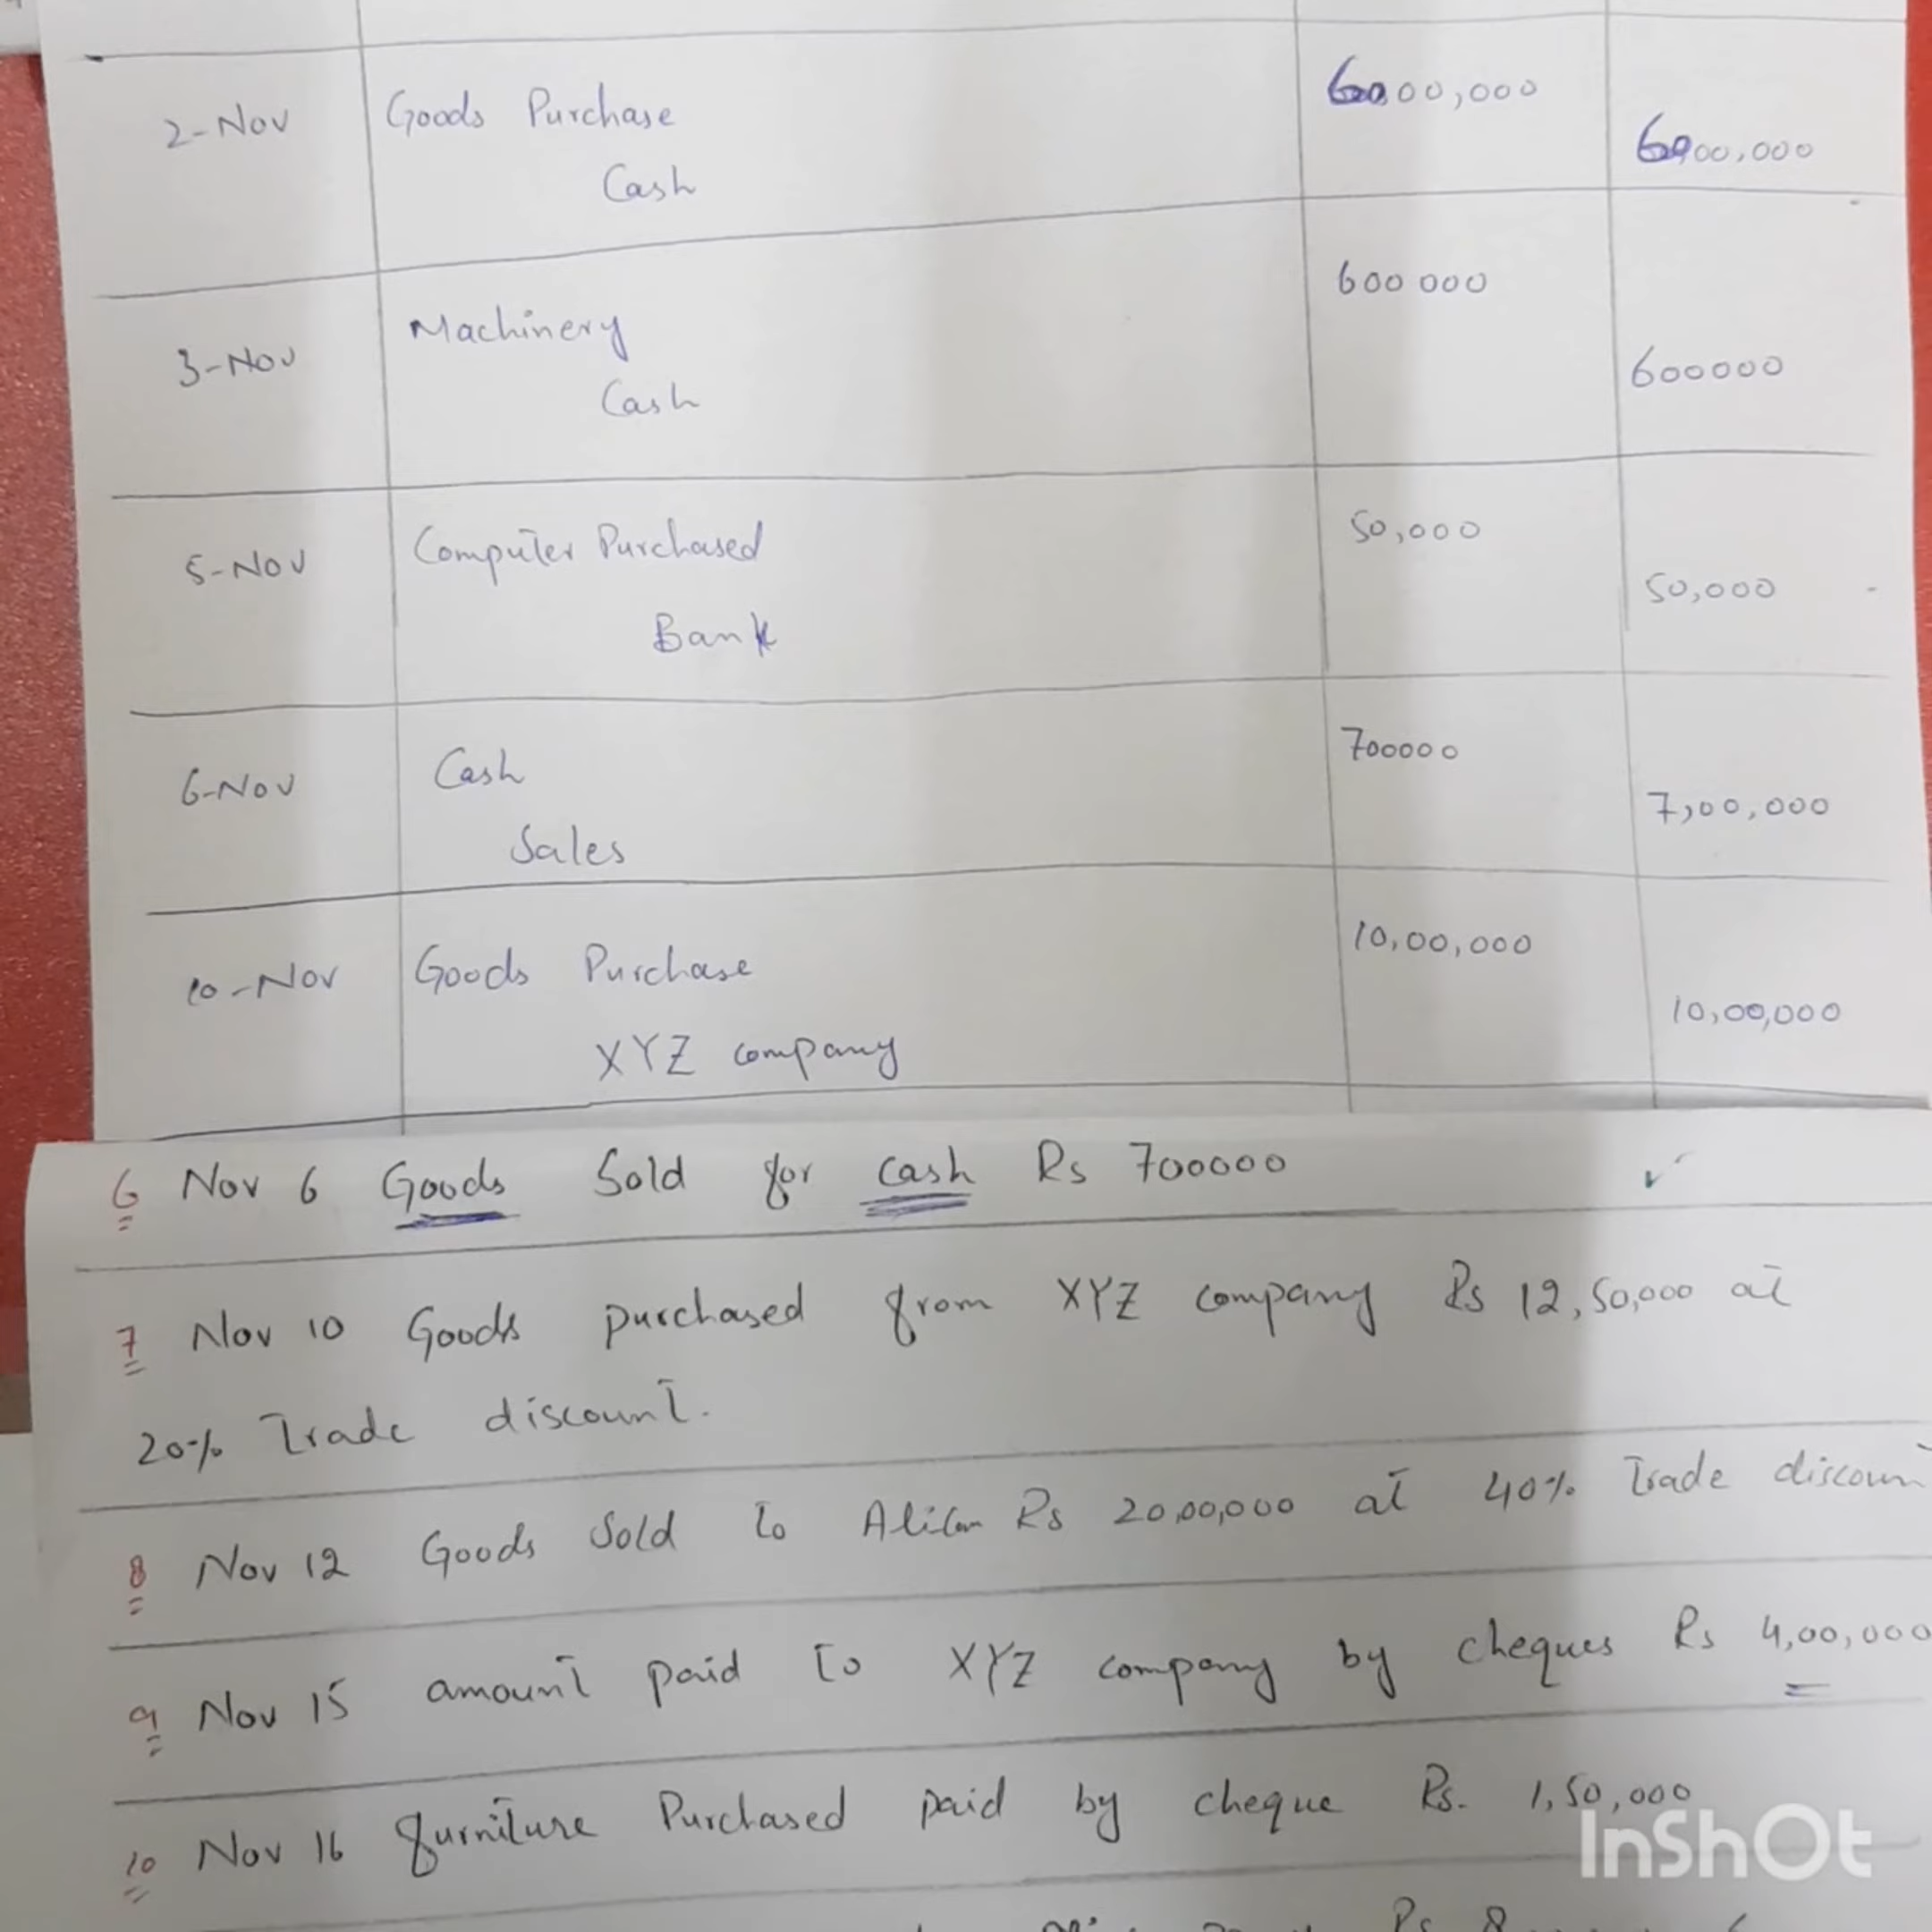 2-Nov Goods Purchase 00,000
Cash 00,000
3-Nov Machinery 600 000
Cash 600000
5-Nov Computer Purchased 50,000
Bank 50,000
6-Nov Cash 700000
Sales 7,00,000
10-Nov Goods Purchase 10,00,000
XYZ company 10,00,000
6 Nov 6 Goods Sold for Cash Rs 700000
7 Nov 10 Goods purchased from XYZ company Rs 12,50,000 at
20% Trade discount.
8 Nov 12 Goods Sold to Rs 20,00,000 at 40% Trade discoun
9 Nov 15 amount paid to XYZ company by cheques Rs 4,00,000
10 Nov 16 furniture Purchased paid by cheque Rs. 1,50,000
InShOt
Rs 8